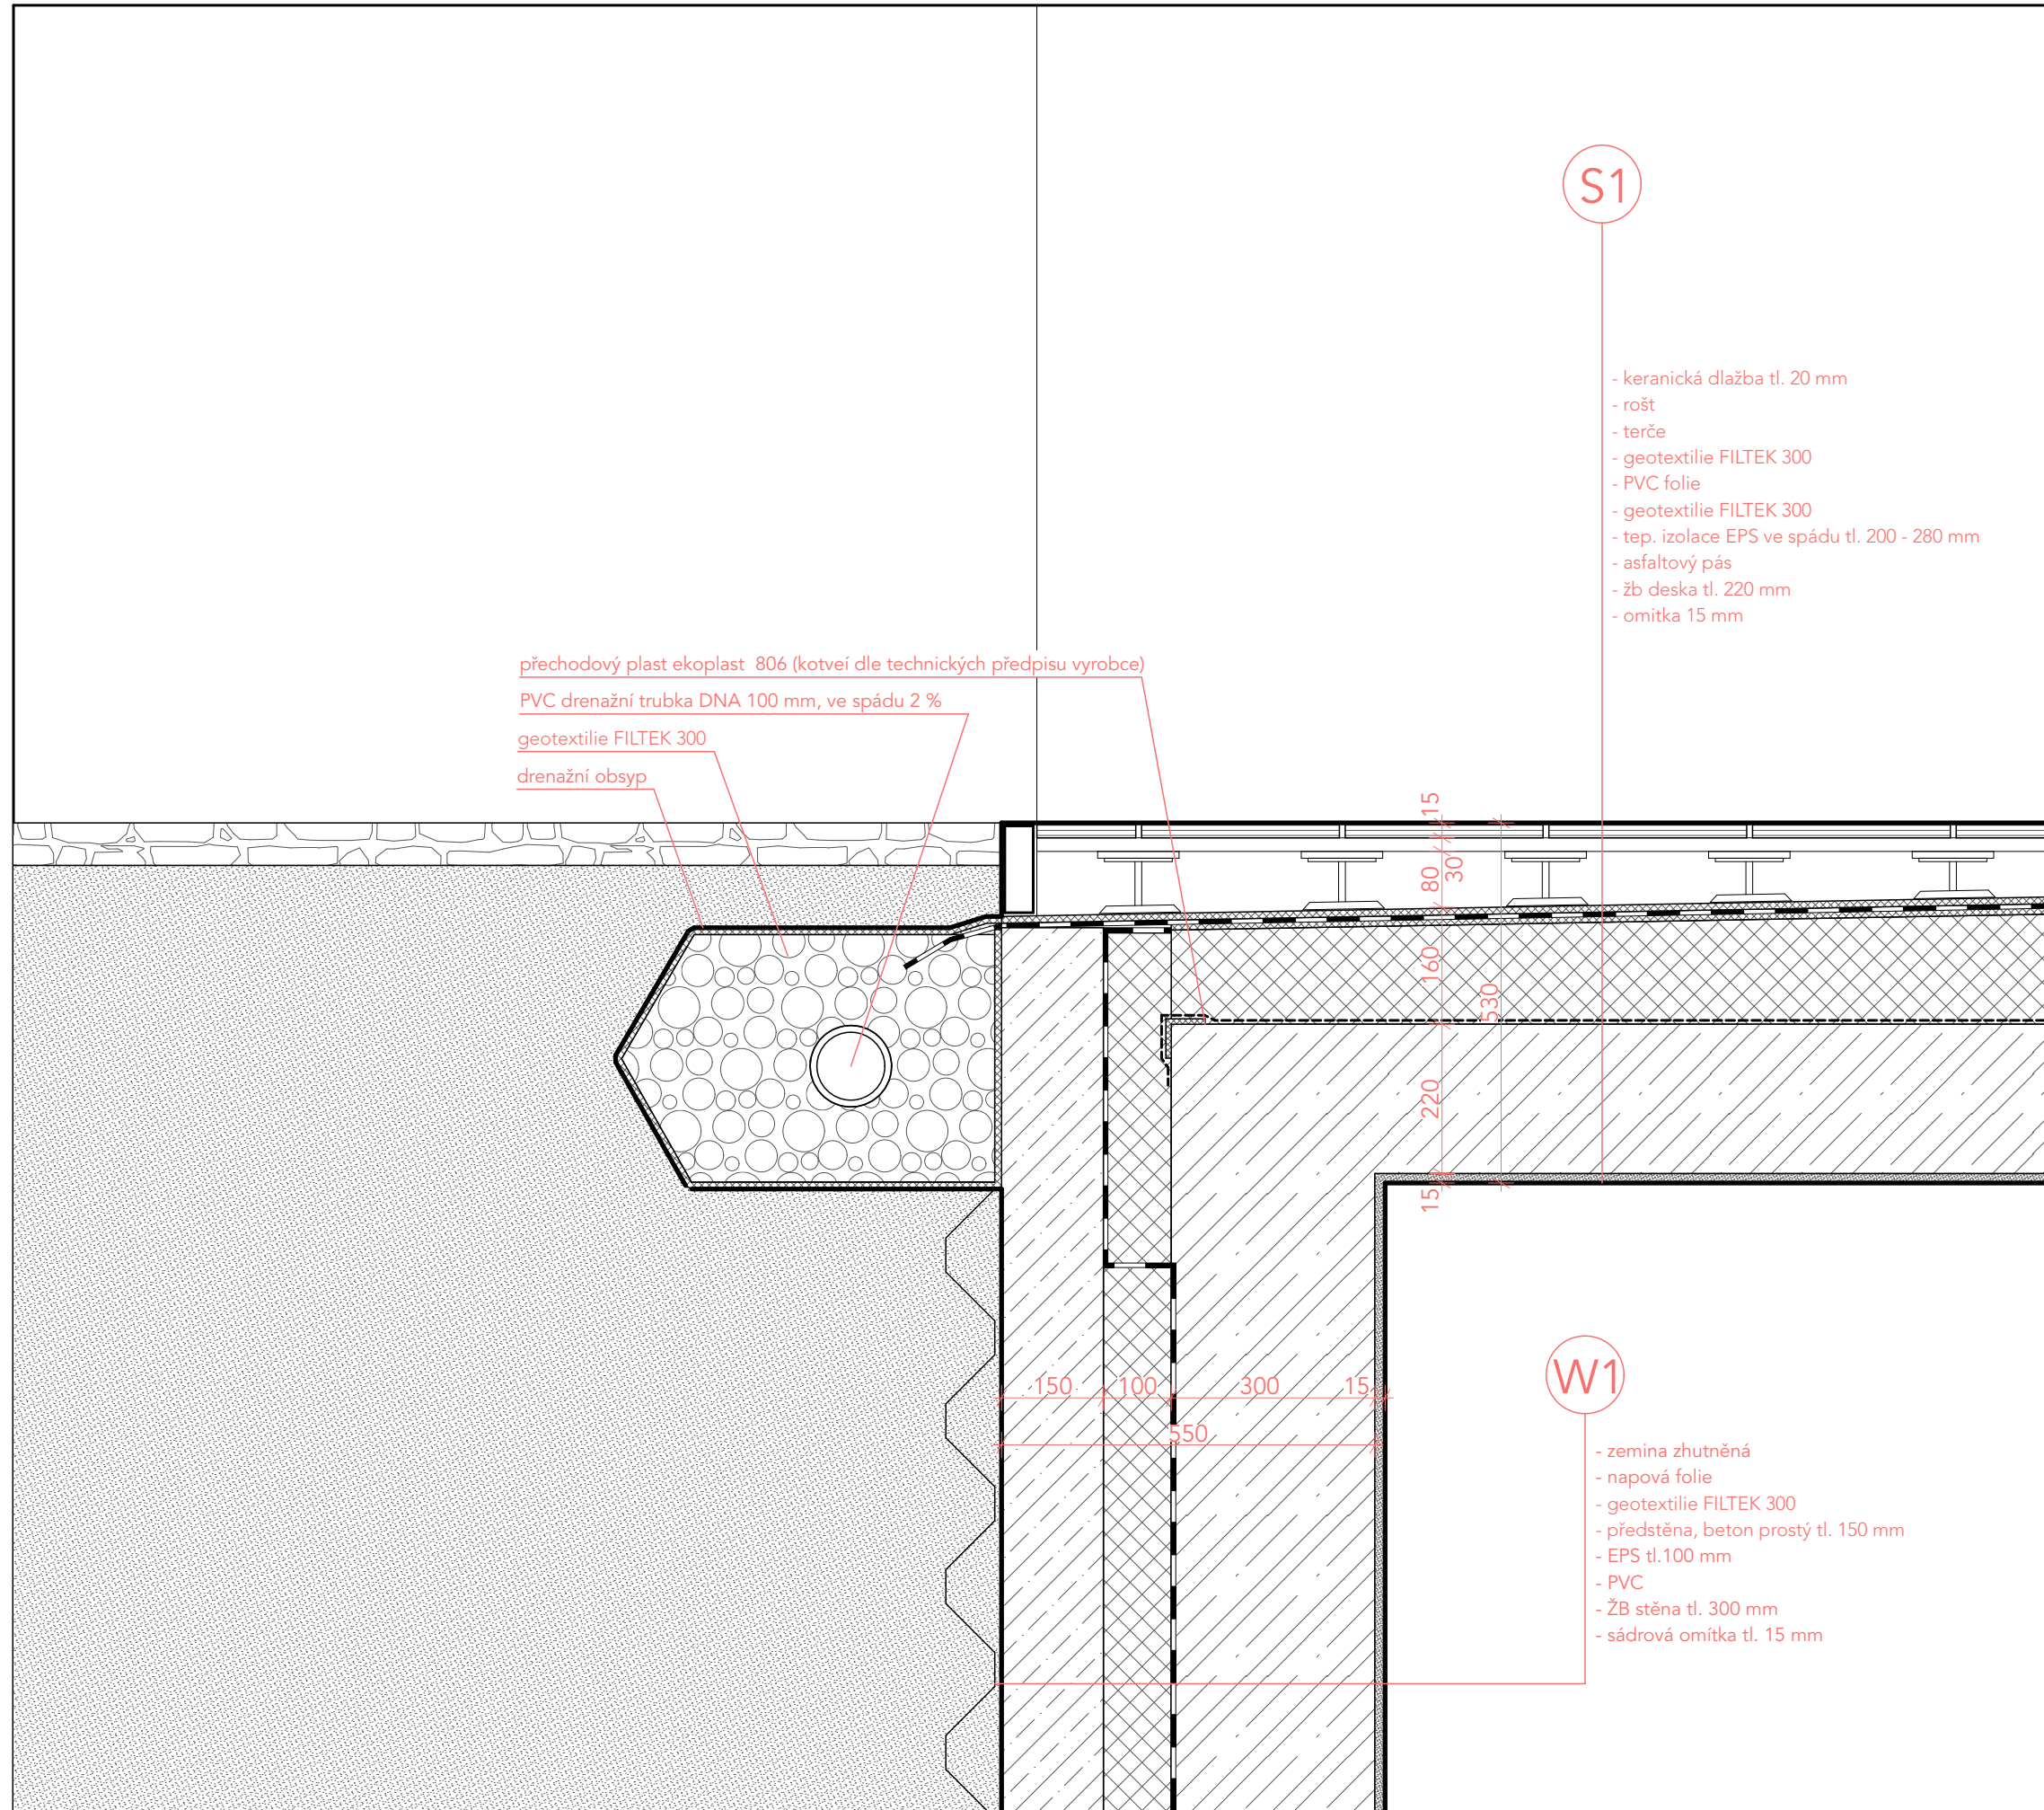 S1
- keranická dlažba tl. 20 mm
- rošt
- terče
- geotextilie FILTEK 300
- PVC folie
- geotextilie FILTEK 300
- tep. izolace EPS ve spádu tl. 200 - 280 mm
- asfaltový pás
- žb deska tl. 220 mm
- omitka 15 mm
přechodový plast ekoplast 806 (kotveí dle technických předpisu vyrobce)
PVC drenažní trubka DNA 100 mm, ve spádu 2 %
geotextilie FILTEK 300
drenažní obsyp
15
30
80
160
530
220
15
150
100
300
15
550
W1
- zemina zhutněná
- napová folie
- geotextilie FILTEK 300
- předstěna, beton prostý tl. 150 mm
- EPS tl.100 mm
- PVC
- ŽB stěna tl. 300 mm
- sádrová omítka tl. 15 mm